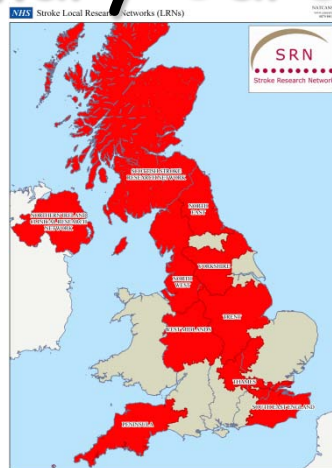 NHS Stroke Local Research Networks (LRNs)
SRN
Stroke Research Network
SCOTTISH STROKE
RESEARCH NETWORK
NORTHERN IRELAND
CLINICAL RESEARCH
NETWORK
NORTH
EAST
YORKSHIRE
NORTH
WEST
TRENT
WEST MIDLANDS
THAMES
SOUTH EAST ENGLAND
PENINSULA